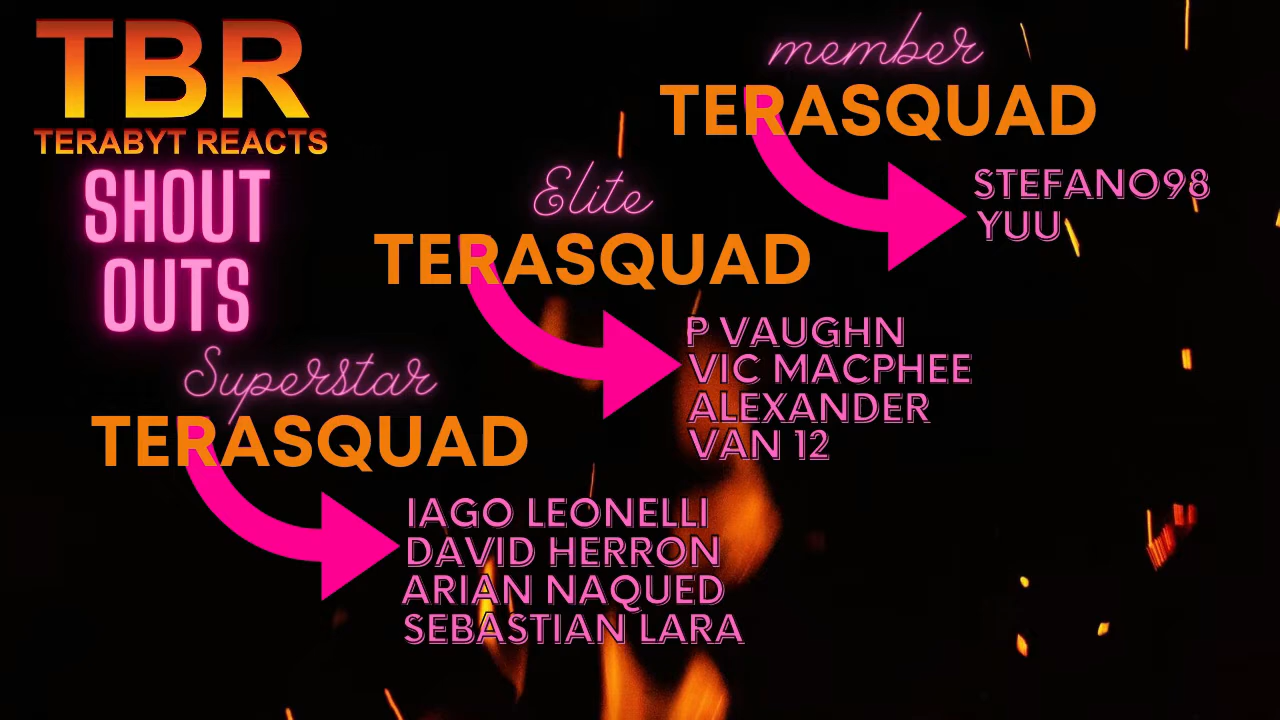 TBR
TERABYT REACTS
SHOUT
OUTS
member
TERASQUAD
STEFANO98
YUU
Elite
TERASQUAD
P VAUGHN
VIC MACPHEE
ALEXANDER
VAN 12
Superstar
TERASQUAD
IAGO LEONELLI
DAVID HERRON
ARIAN NAQUED
SEBASTIAN LARA